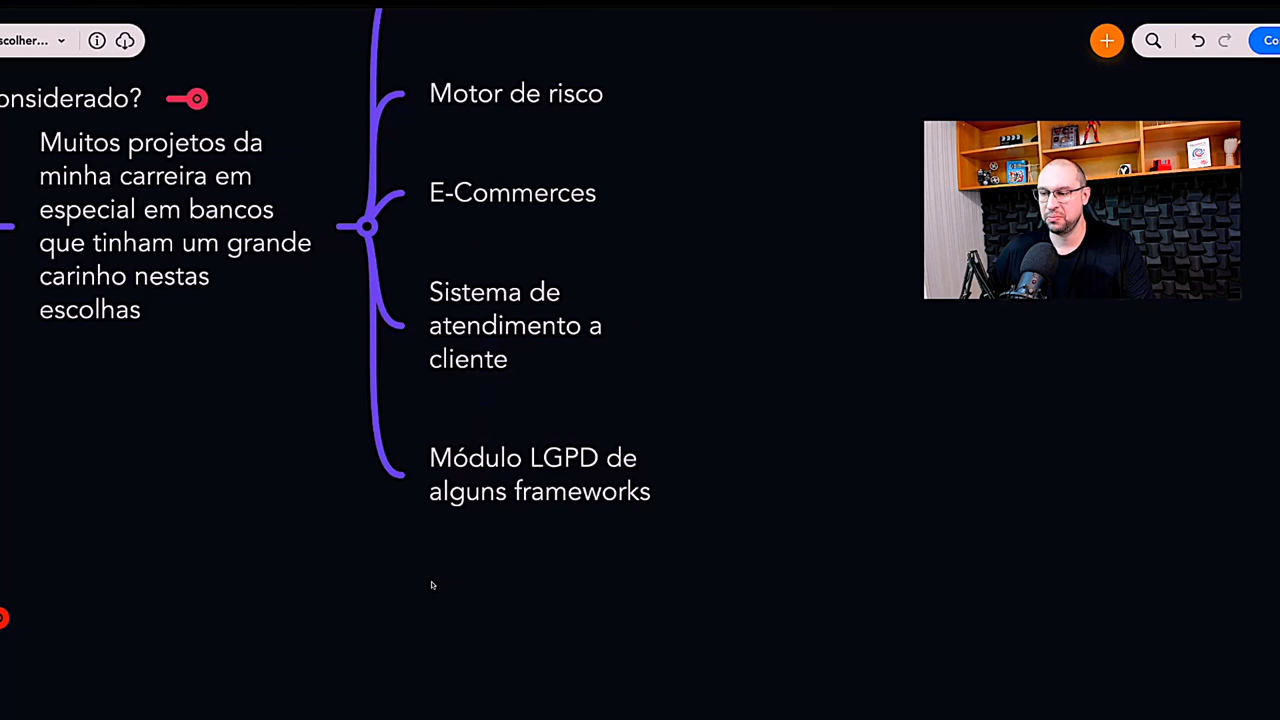 scolher...
Co
onsiderado?
Muitos projetos da
minha carreira em
especial em bancos
que tinham um grande
carinho nestas
escolhas
Motor de risco
E-Commerces
Sistema de
atendimento a
cliente
Módulo LGPD de
alguns frameworks